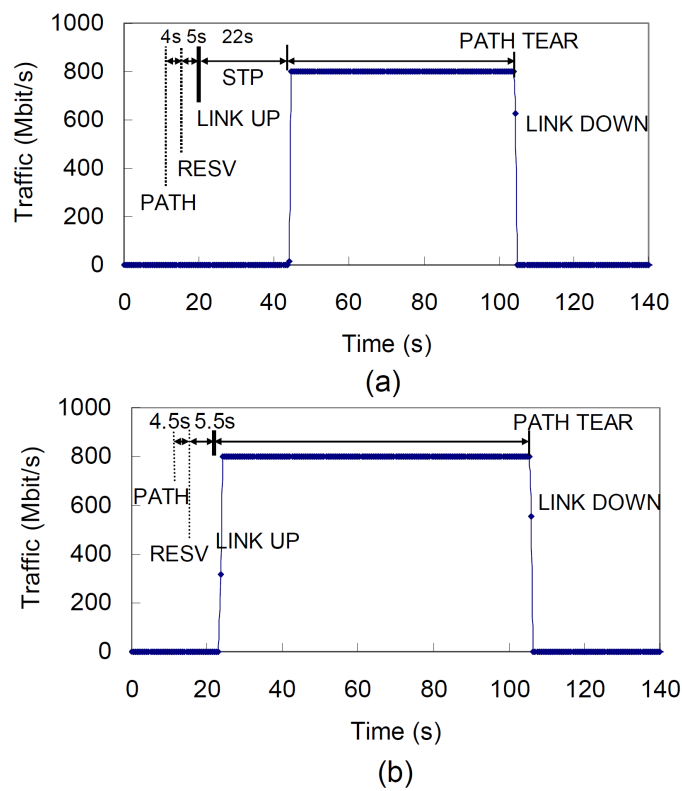 (a)
1000
800
600
400
200
0
Traffic (Mbit/s)
4s 5s 22s
STP
PATH TEAR
LINK UP
LINK DOWN
RESV
PATH
0 20 40 60 80 100 120 140
Time (s)
(a)
1000
800
600
400
200
0
Traffic (Mbit/s)
4.5s 5.5s
PATH TEAR
PATH
LINK DOWN
RESV
LINK UP
0 20 40 60 80 100 120 140
Time (s)
(b)